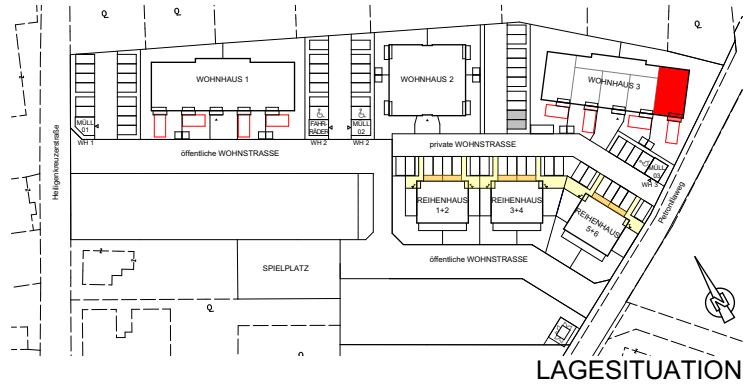 WOHNHAUS 1
WOHNHAUS 2
WOHNHAUS 3
MÜLL
01
WH 1
FAHR-
RÄDER
WH 2
MÜLL
02
WH 2
MÜLL
03
WH 3
öffentliche WOHNSTRASSE
private WOHNSTRASSE
Heiligenkreuzerstraße
Petronillaweg
REIHENHAUS
1+2
REIHENHAUS
3+4
REIHENHAUS
5+6
SPIELPLATZ
öffentliche WOHNSTRASSE
N
LAGESITUATION